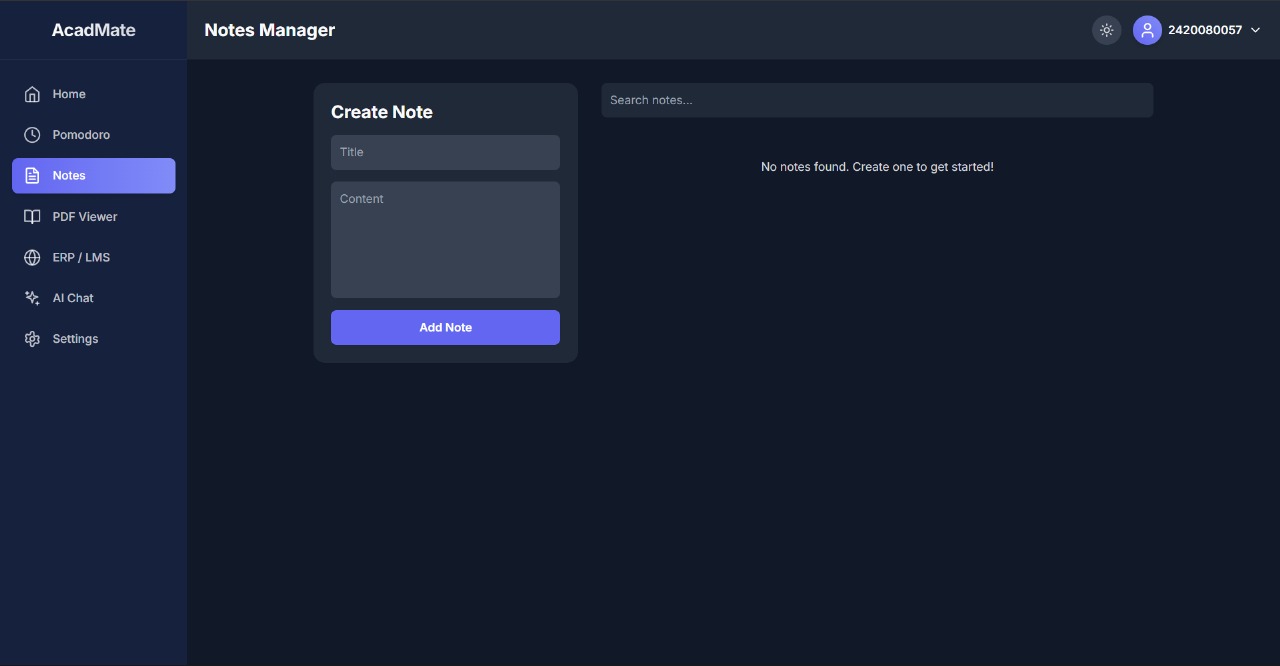 AcadMate
Notes Manager
2420080057
Home
Pomodoro
Notes
PDF Viewer
ERP / LMS
AI Chat
Settings
Create Note
Title
Content
Add Note
Search notes...
No notes found. Create one to get started!